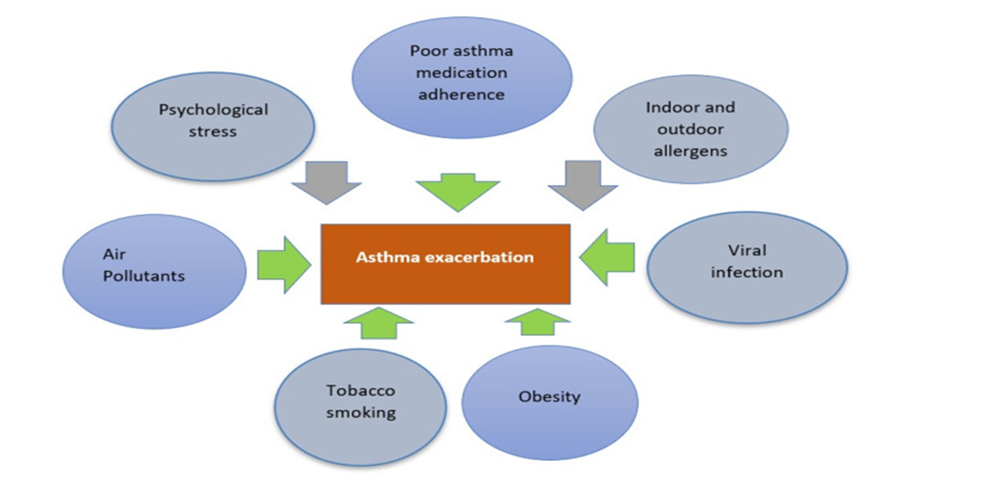 Poor asthma
medication
adherence
Psychological
stress
Indoor and
outdoor
allergens
Air
Pollutants
Asthma exacerbation
Viral
infection
Tobacco
smoking
Obesity